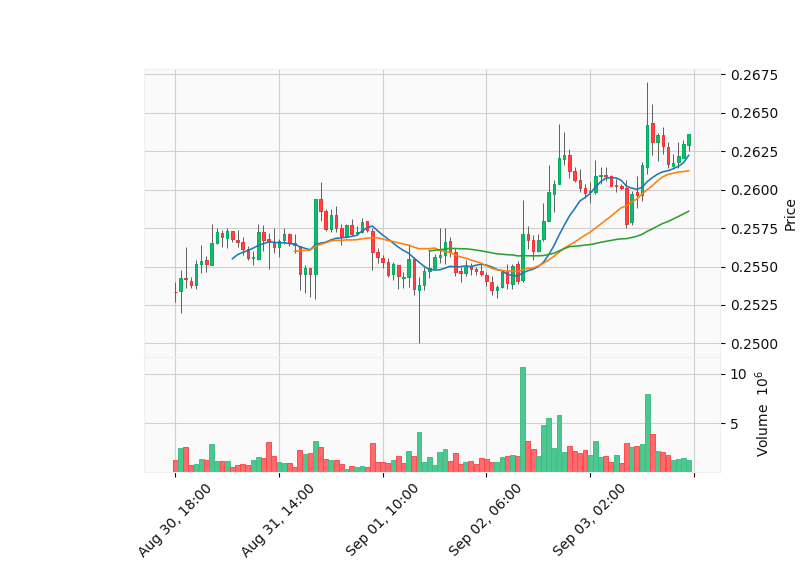 0.2675
0.2650
0.2625
0.2600
0.2575
0.2550
0.2525
0.2500
Price
10
5
Volume 10^6
Aug 30, 18:00
Aug 31, 14:00
Sep 01, 10:00
Sep 02, 06:00
Sep 03, 02:00